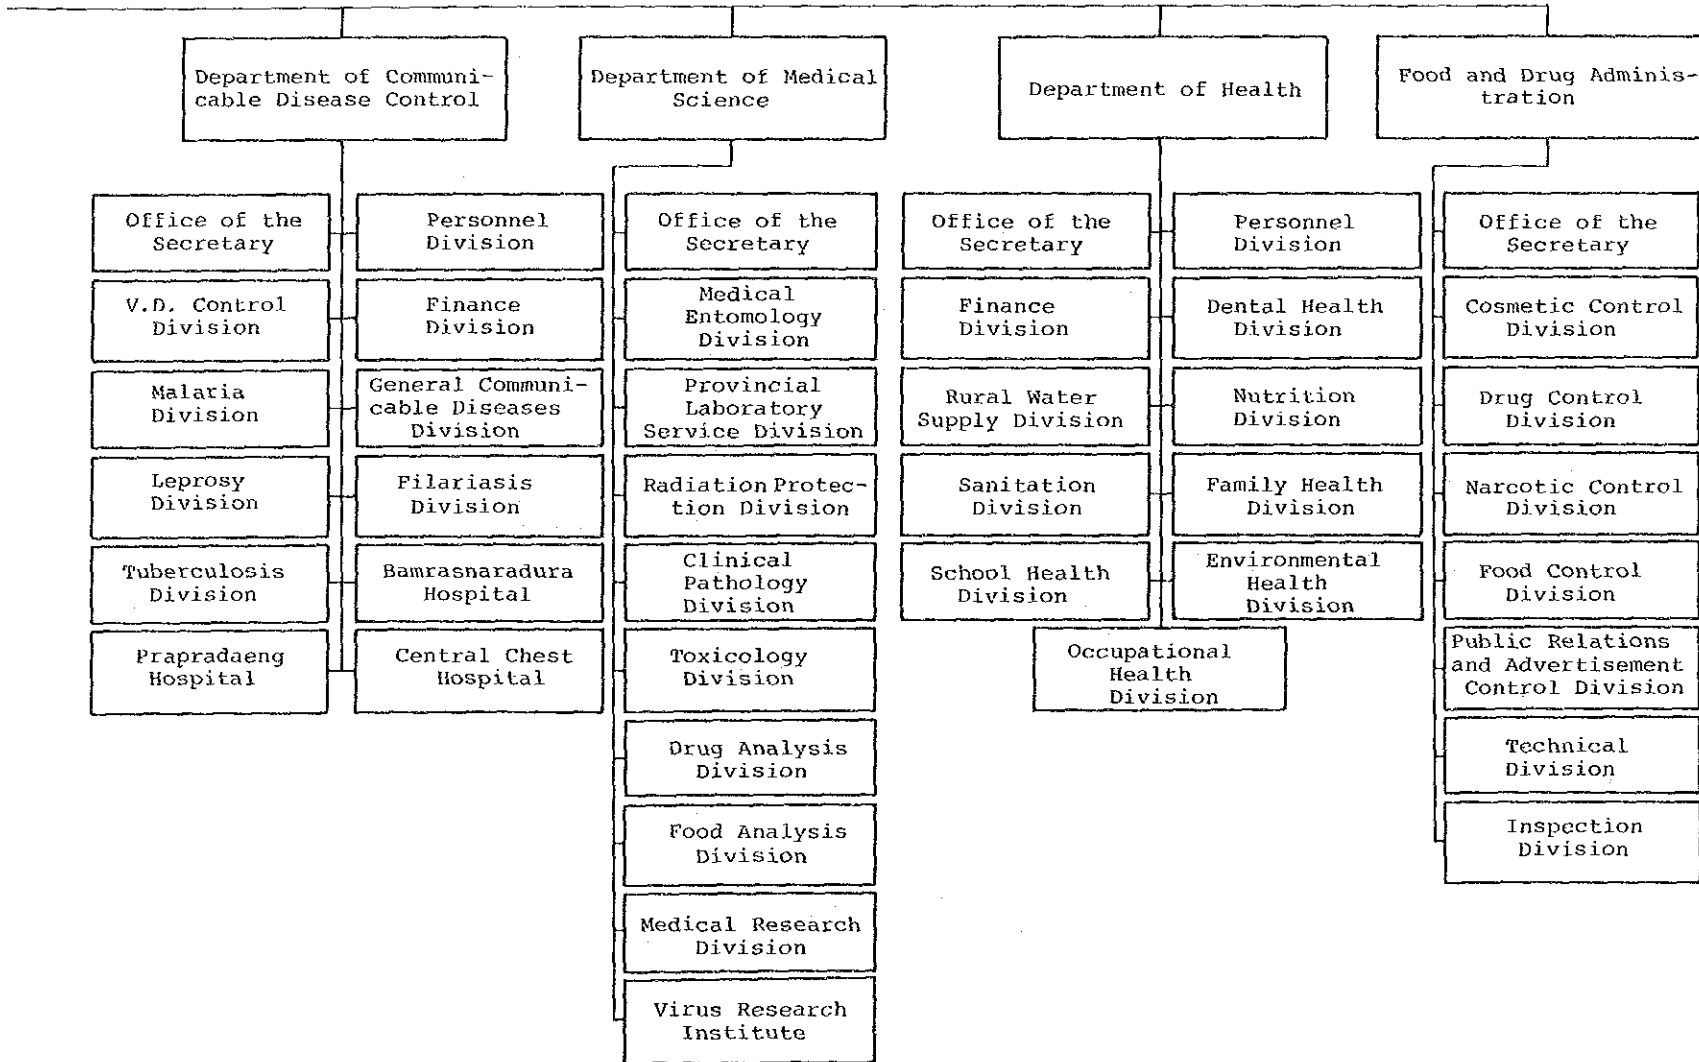 Department of Communi-
cable Disease Control
Department of Medical
Science
Department of Health
Food and Drug Adminis-
tration
Office of the
Secretary
Personnel
Division
V.D. Control
Division
Finance
Division
Malaria
Division
General Communi-
cable Diseases
Division
Leprosy
Division
Filariasis
Division
Tuberculosis
Division
Bamrasnaradura
Hospital
Prapradaeng
Hospital
Central Chest
Hospital
Office of the
Secretary
Medical
Entomology
Division
Provincial
Laboratory
Service Division
Radiation Protec-
tion Division
Clinical
Pathology
Division
Toxicology
Division
Drug Analysis
Division
Food Analysis
Division
Medical Research
Division
Virus Research
Institute
Office of the
Secretary
Personnel
Division
Finance
Division
Dental Health
Division
Rural Water
Supply Division
Nutrition
Division
Sanitation
Division
Family Health
Division
School Health
Division
Environmental
Health
Division
Occupational
Health
Division
Office of the
Secretary
Cosmetic Control
Division
Drug Control
Division
Narcotic Control
Division
Food Control
Division
Public Relations
and Advertisement
Control Division
Technical
Division
Inspection
Division